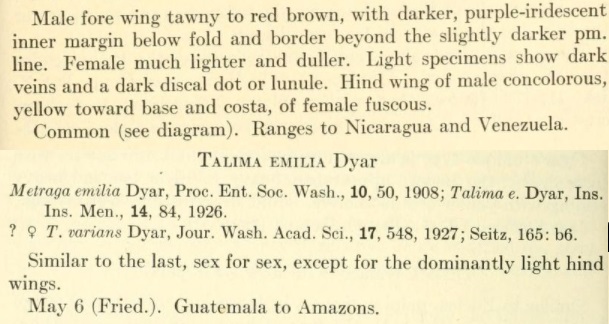 Male fore wing tawny to red brown, with darker, purple-iridescent
inner margin below fold and border beyond the slightly darker pm.
line. Female much lighter and duller. Light specimens show dark
veins and a dark discal dot or lunule. Hind wing of male concolorous,
yellow toward base and costa, of female fuscous.
Common (see diagram). Ranges to Nicaragua and Venezuela.
TALIMA EMILIA Dyar
Metraga emilia Dyar, Proc. Ent. Soc. Wash., 10, 50, 1908; Talima e. Dyar, Ins.
Ins. Men., 14, 84, 1926.
? ♀ T. varians Dyar, Jour. Wash. Acad. Sci., 17, 548, 1927; Seitz, 165: b6.
Similar to the last, sex for sex, except for the dominantly light hind
wings.
May 6 (Fried.). Guatemala to Amazons.